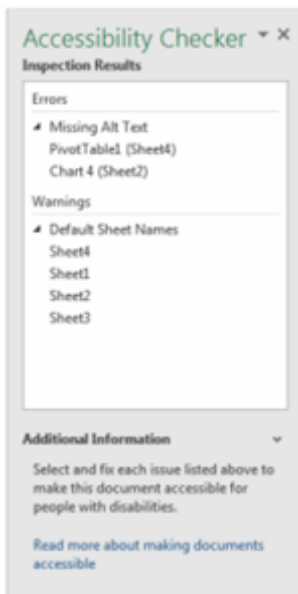 Accessibility Checker
Inspection Results
Errors
Missing Alt Text
PivotTable1 (Sheet4)
Chart 4 (Sheet2)
Warnings
Default Sheet Names
Sheet4
Sheet1
Sheet2
Sheet3
Additional Information
Select and fix each issue listed above to
make this document accessible for
people with disabilities.
Read more about making documents
accessible